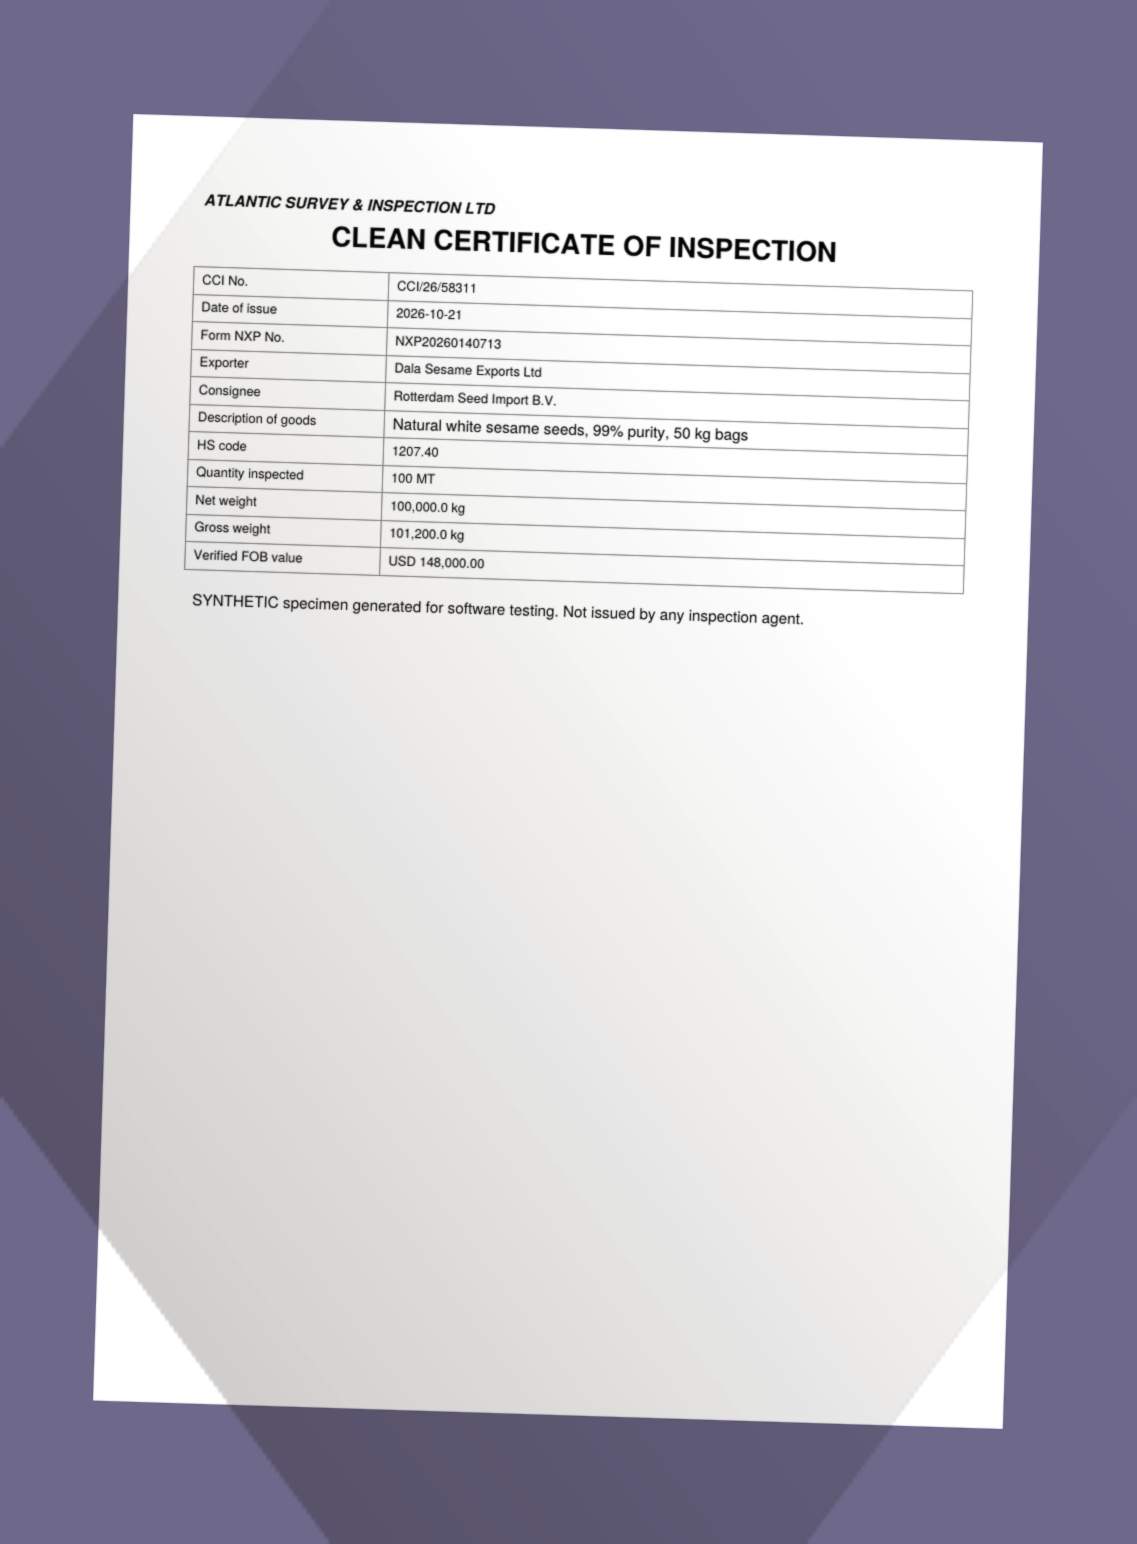 ATLANTIC SURVEY & INSPECTION LTD
CLEAN CERTIFICATE OF INSPECTION
CCI No. CCI/26/58311
Date of issue 2026-10-21
Form NXP No. NXP20260140713
Exporter Dala Sesame Exports Ltd
Consignee Rotterdam Seed Import B.V.
Description of goods Natural white sesame seeds, 99% purity, 50 kg bags
HS code 1207.40
Quantity inspected 100 MT
Net weight 100,000.0 kg
Gross weight 101,200.0 kg
Verified FOB value USD 148,000.00
SYNTHETIC specimen generated for software testing. Not issued by any inspection agent.